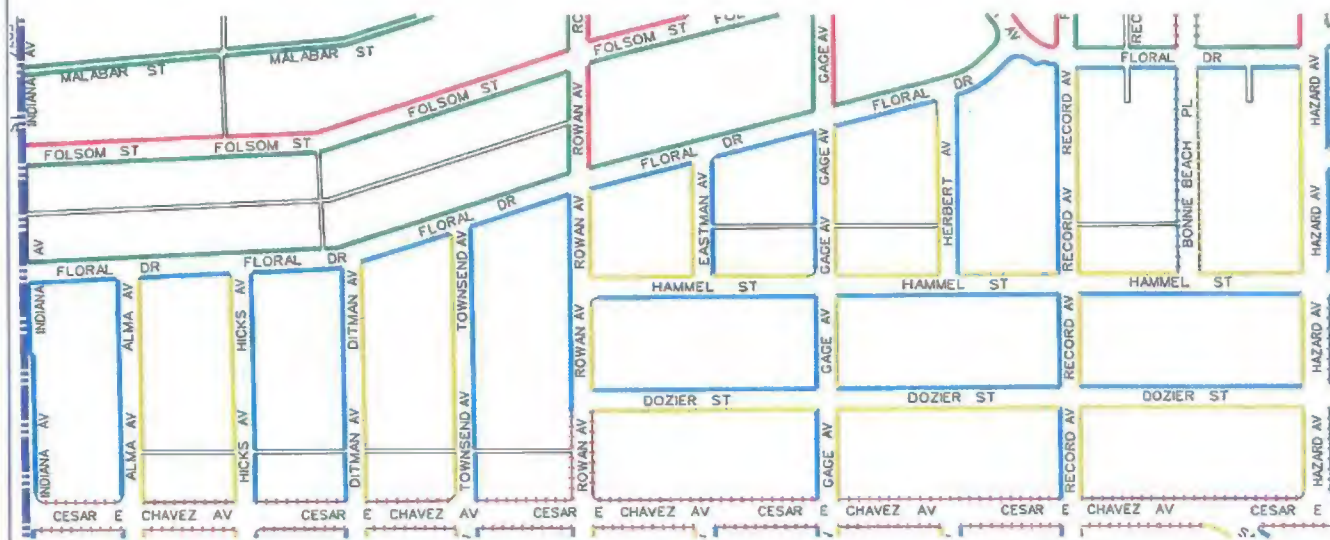 MALABAR ST
MALABAR ST
FOLSOM ST
FOLSOM ST
FOLSOM ST
FOLSOM ST
FLORAL DR
FLORAL DR
FLORAL DR
FLORAL DR
FLORAL DR
FLORAL DR
INDIANA AV
AV
INDIANA
INDIANA AV
ALMA AV
ALMA AV
HICKS AV
HICKS AV
DITMAN AV
DITMAN AV
TOWNSEND AV
TOWNSEND AV
ROWAN AV
ROWAN AV
ROWAN AV
ROWAN AV
EASTMAN AV
GAGE AV
GAGE AV
GAGE AV
GAGE AV
GAGE AV
HERBERT AV
AV
RECORD AV
RECORD AV
RECORD AV
RECORD AV
REC
BONNIE BEACH PL
HAZARD AV
HAZARD AV
HAZARD AV
HAZARD AV
HAMMEL ST
HAMMEL ST
HAMMEL ST
DOZIER ST
DOZIER ST
DOZIER ST
CESAR E CHAVEZ AV CESAR E CHAVEZ AV CESAR E CHAVEZ AV CESAR E CHAVEZ AV CESAR E CHAVEZ AV CESAR E